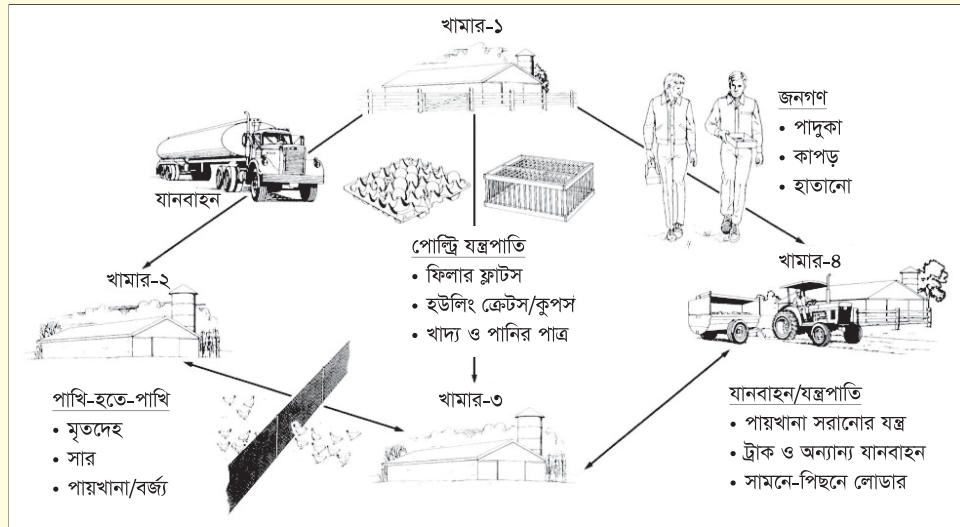 খামার-১
জনগণ
• পাদুকা
• কাপড়
• হাতানো
যানবাহন
পোল্ট্রি যন্ত্রপাতি
• ফিলার ফ্লাটস
• হউলিং ক্রেটস/কুপস
• খাদ্য ও পানির পাত্র
খামার-২
খামার-৪
পাখি-হতে-পাখি
• মৃতদেহ
• সার
• পায়খানা/বর্জ্য
খামার-৩
যানবাহন/যন্ত্রপাতি
• পায়খানা সরানোর যন্ত্র
• ট্রাক ও অন্যান্য যানবাহন
• সামনে-পিছনে লোডার